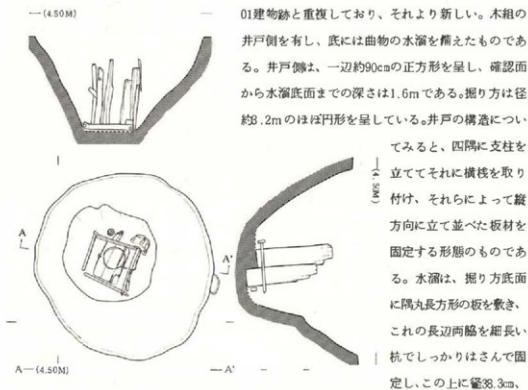 —(4.50M)
01建物跡と重複しており、それより新しい。木組の
井戸側を有し、底には曲物の水溜を備えたものであ
る。井戸側は、一辺約90cmの正方形を呈し、確認面
から水溜底面までの深さは1.6mである。掘り方は径
約3.2mのほぼ円形を呈している。井戸の構造につい
てみると、四隅に支柱を
立ててそれに横桟を取り
付け、それらによって縦
方向に立て並べた板材を
固定する形態のものであ
る。水溜は、掘り方底面
に隅丸長方形の板を敷き、
これの長辺両脇を細長い
杭でしっかりはさんで固
定し、この上に径38.3cm、
(4.50M)
A
A'
A—(4.50M)
—A'